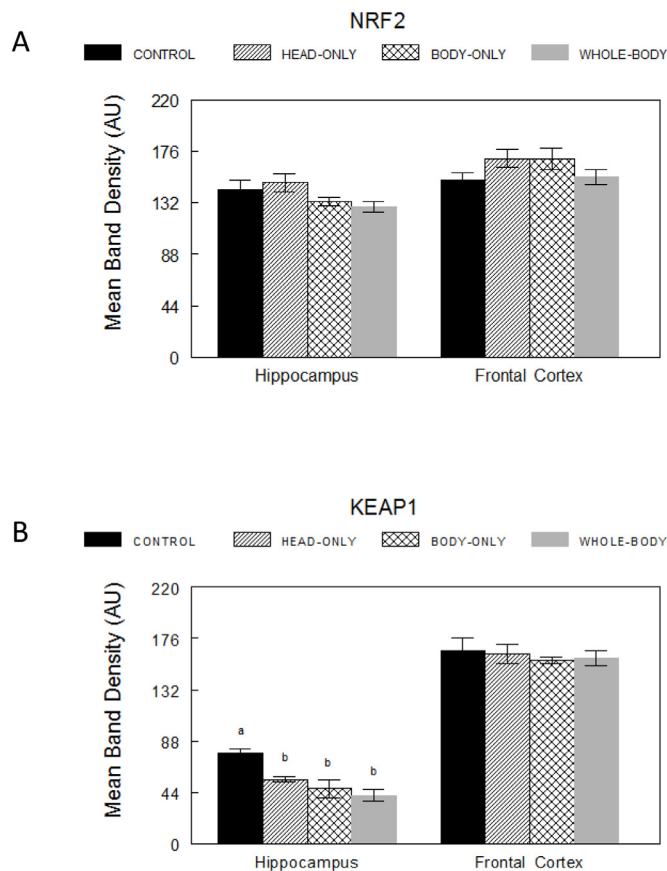 NRF2
A
CONTROL HEAD-ONLY BODY-ONLY WHOLE-BODY
Mean Band Density (AU)
220
176
132
88
44
0
Hippocampus Frontal Cortex
KEAP1
B
CONTROL HEAD-ONLY BODY-ONLY WHOLE-BODY
Mean Band Density (AU)
220
176
132
88
44
0
a
b b b
Hippocampus Frontal Cortex